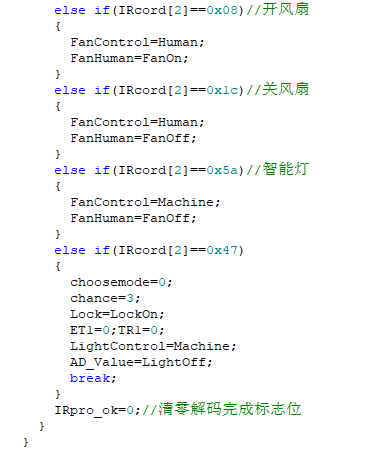 else if(IRcord[2]==0x08)//开风扇
{
FanControl=Human;
FanHuman=FanOn;
}
else if(IRcord[2]==0x1c)//关风扇
{
FanControl=Human;
FanHuman=FanOff;
}
else if(IRcord[2]==0x5a)//智能灯
{
FanControl=Machine;
FanHuman=FanOff;
}
else if(IRcord[2]==0x47)
{
choosemode=0;
chance=3;
Lock=LockOn;
ET1=0;TR1=0;
LightControl=Machine;
AD_Value=LightOff;
break;
}
IRpro_ok=0;//清零解码完成标志位
}
}